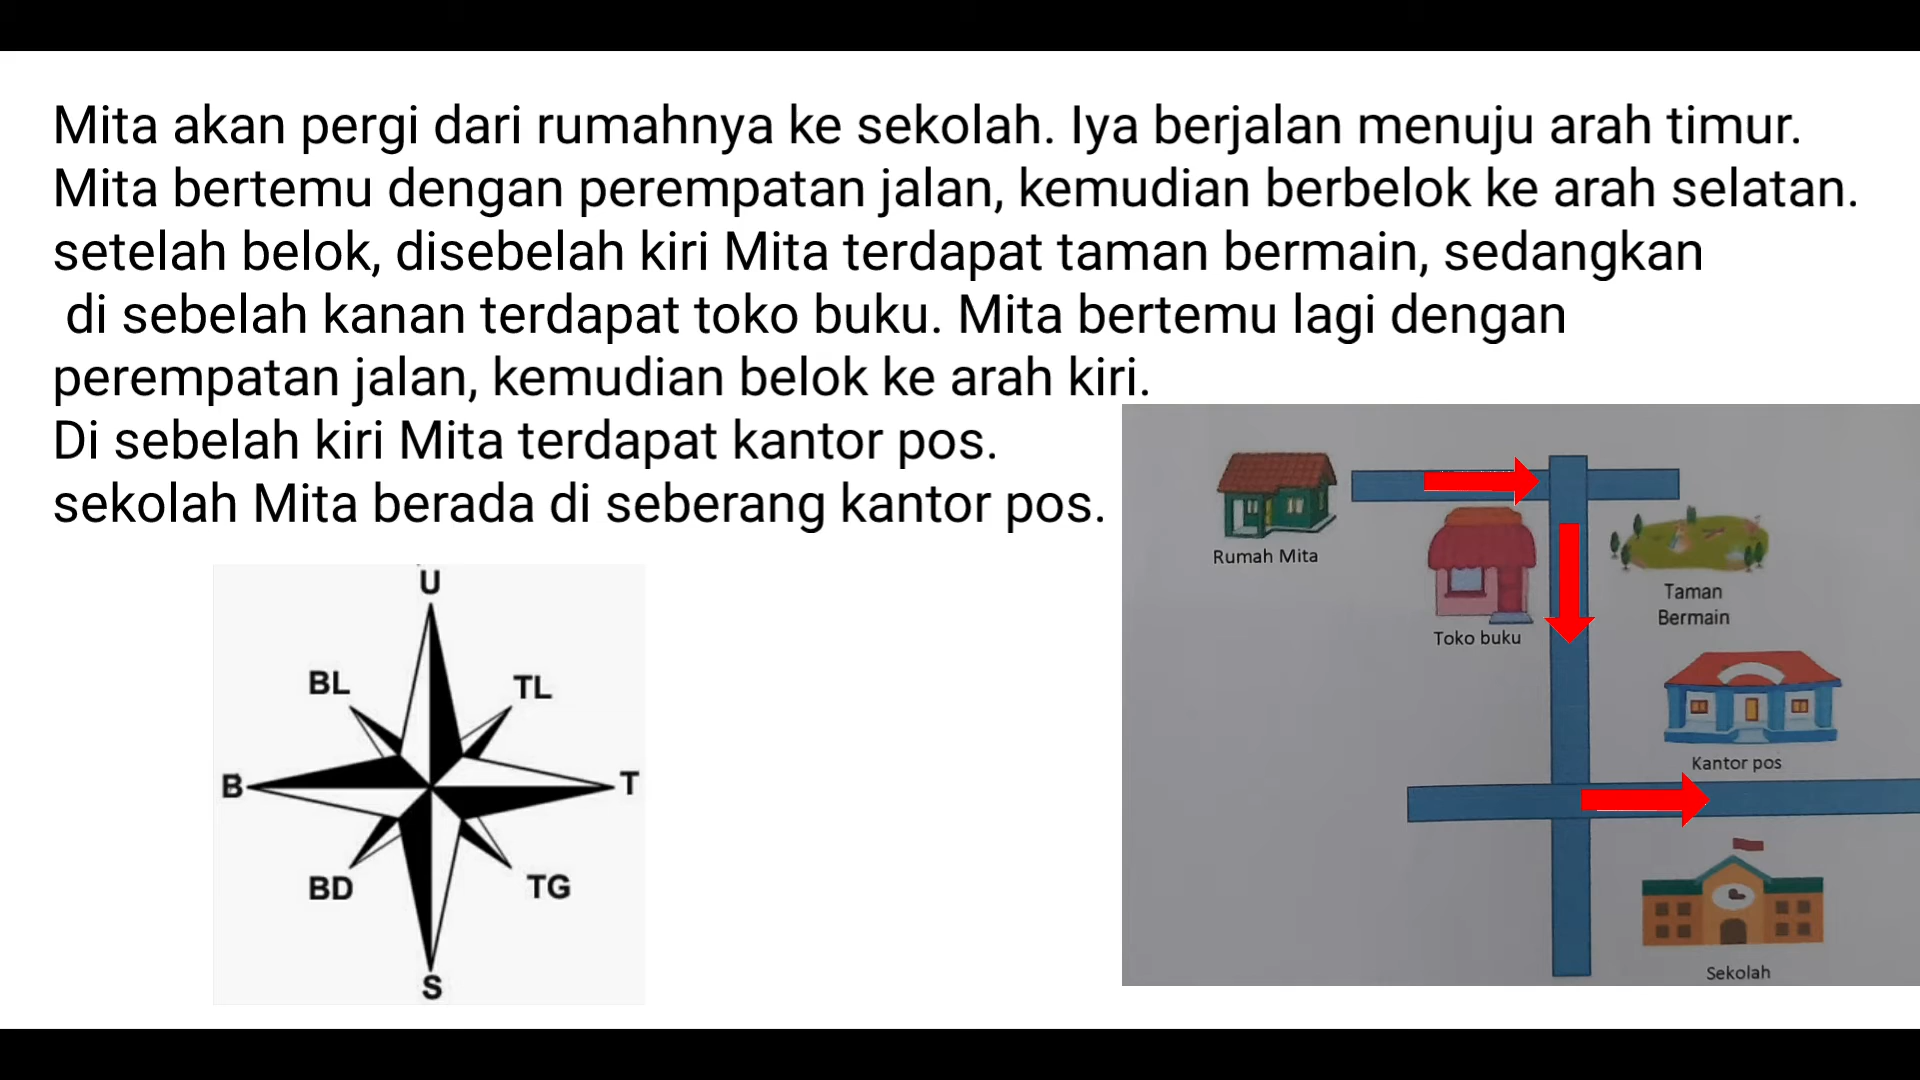 Mita akan pergi dari rumahnya ke sekolah. Iya berjalan menuju arah timur.
Mita bertemu dengan perempatan jalan, kemudian berbelok ke arah selatan.
setelah belok, disebelah kiri Mita terdapat taman bermain, sedangkan
di sebelah kanan terdapat toko buku. Mita bertemu lagi dengan
perempatan jalan, kemudian belok ke arah kiri.
Di sebelah kiri Mita terdapat kantor pos.
sekolah Mita berada di seberang kantor pos.
U
BL
TL
B
T
BD
TG
S
Rumah Mita
Toko buku
Taman
Bermain
Kantor pos
Sekolah